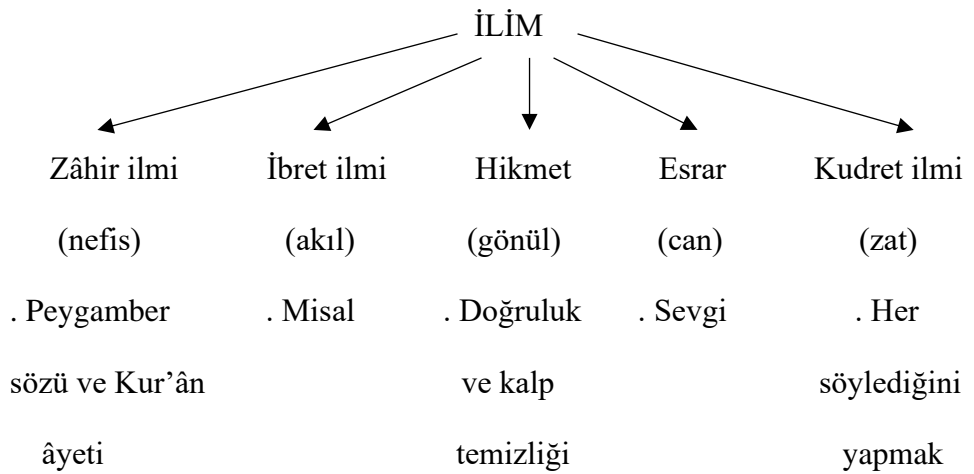 İLİM
Zâhir ilmi İbret ilmi Hikmet Esrar Kudret ilmi
(nefis) (akıl) (gönül) (can) (zat)
. Peygamber . Misal . Doğruluk . Sevgi . Her
sözü ve Kur’ân ve kalp söylediğini
âyeti temizliği yapmak